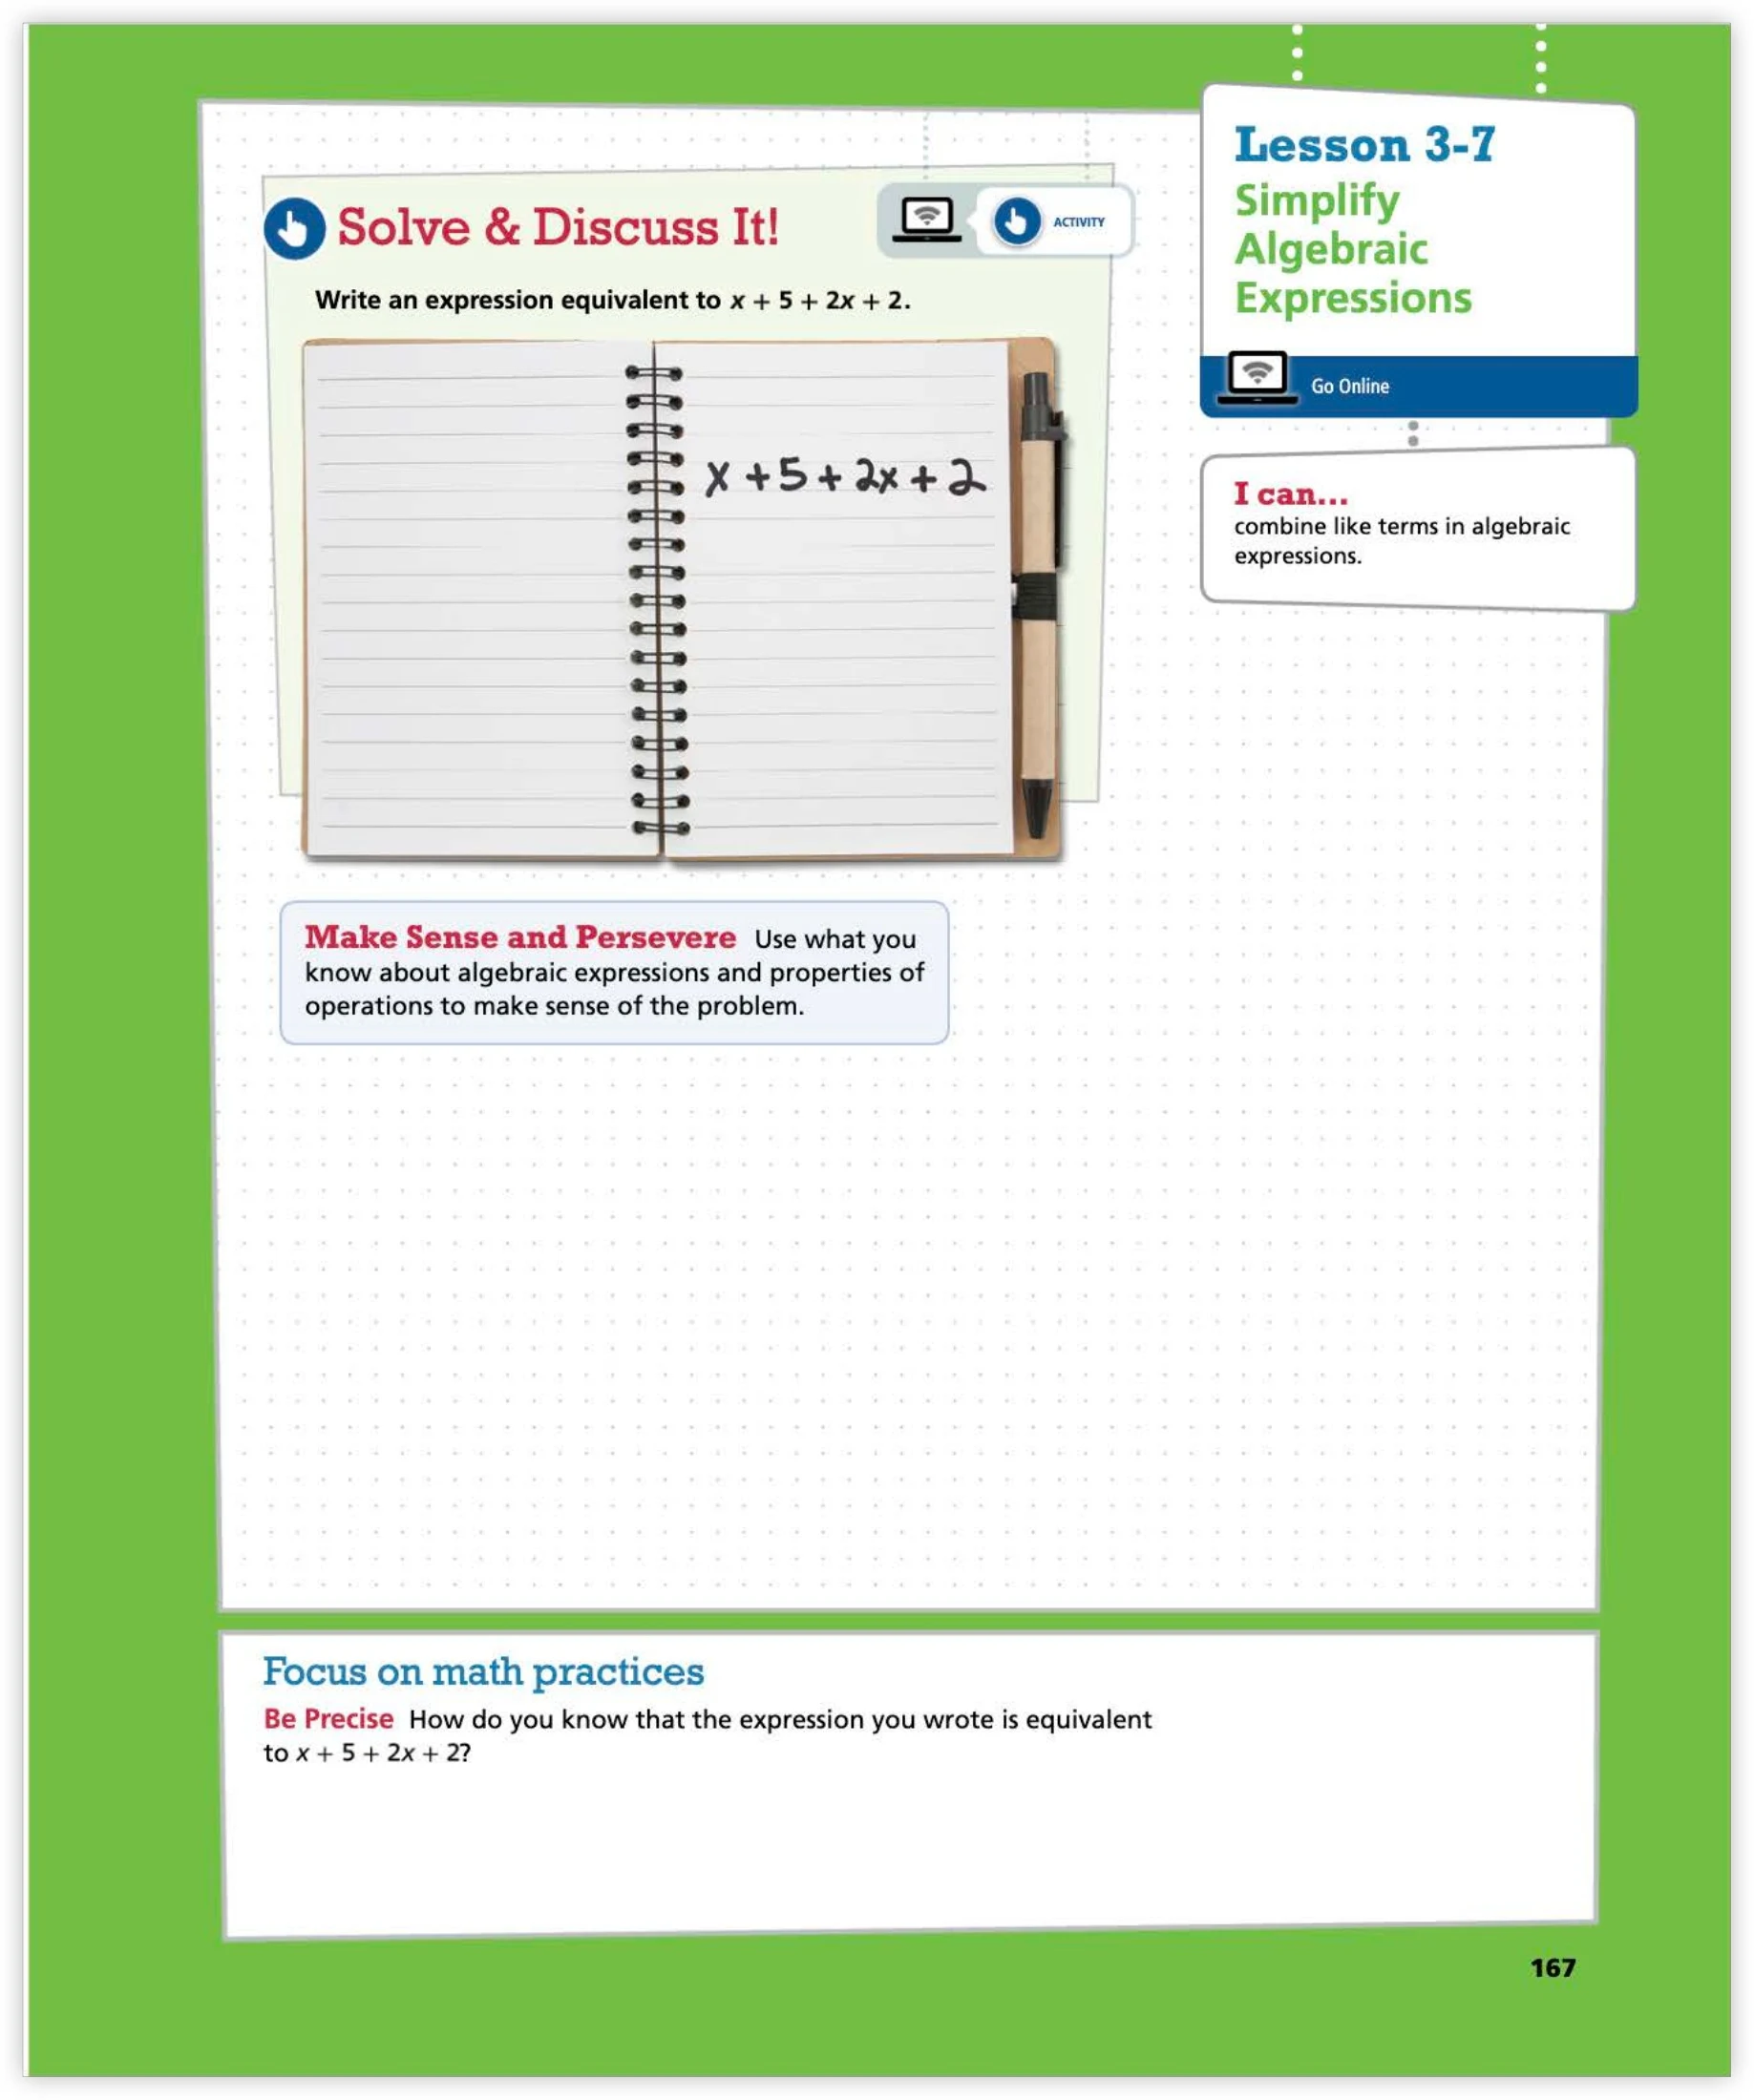 Lesson 3-7
Simplify
Algebraic
Expressions
Go Online
I can...
combine like terms in algebraic
expressions.
Solve & Discuss It!
ACTIVITY
Write an expression equivalent to x + 5 + 2x + 2.
x + 5 + 2x + 2
Make Sense and Persevere Use what you
know about algebraic expressions and properties of
operations to make sense of the problem.
Focus on math practices
Be Precise How do you know that the expression you wrote is equivalent
to x + 5 + 2x + 2?
167